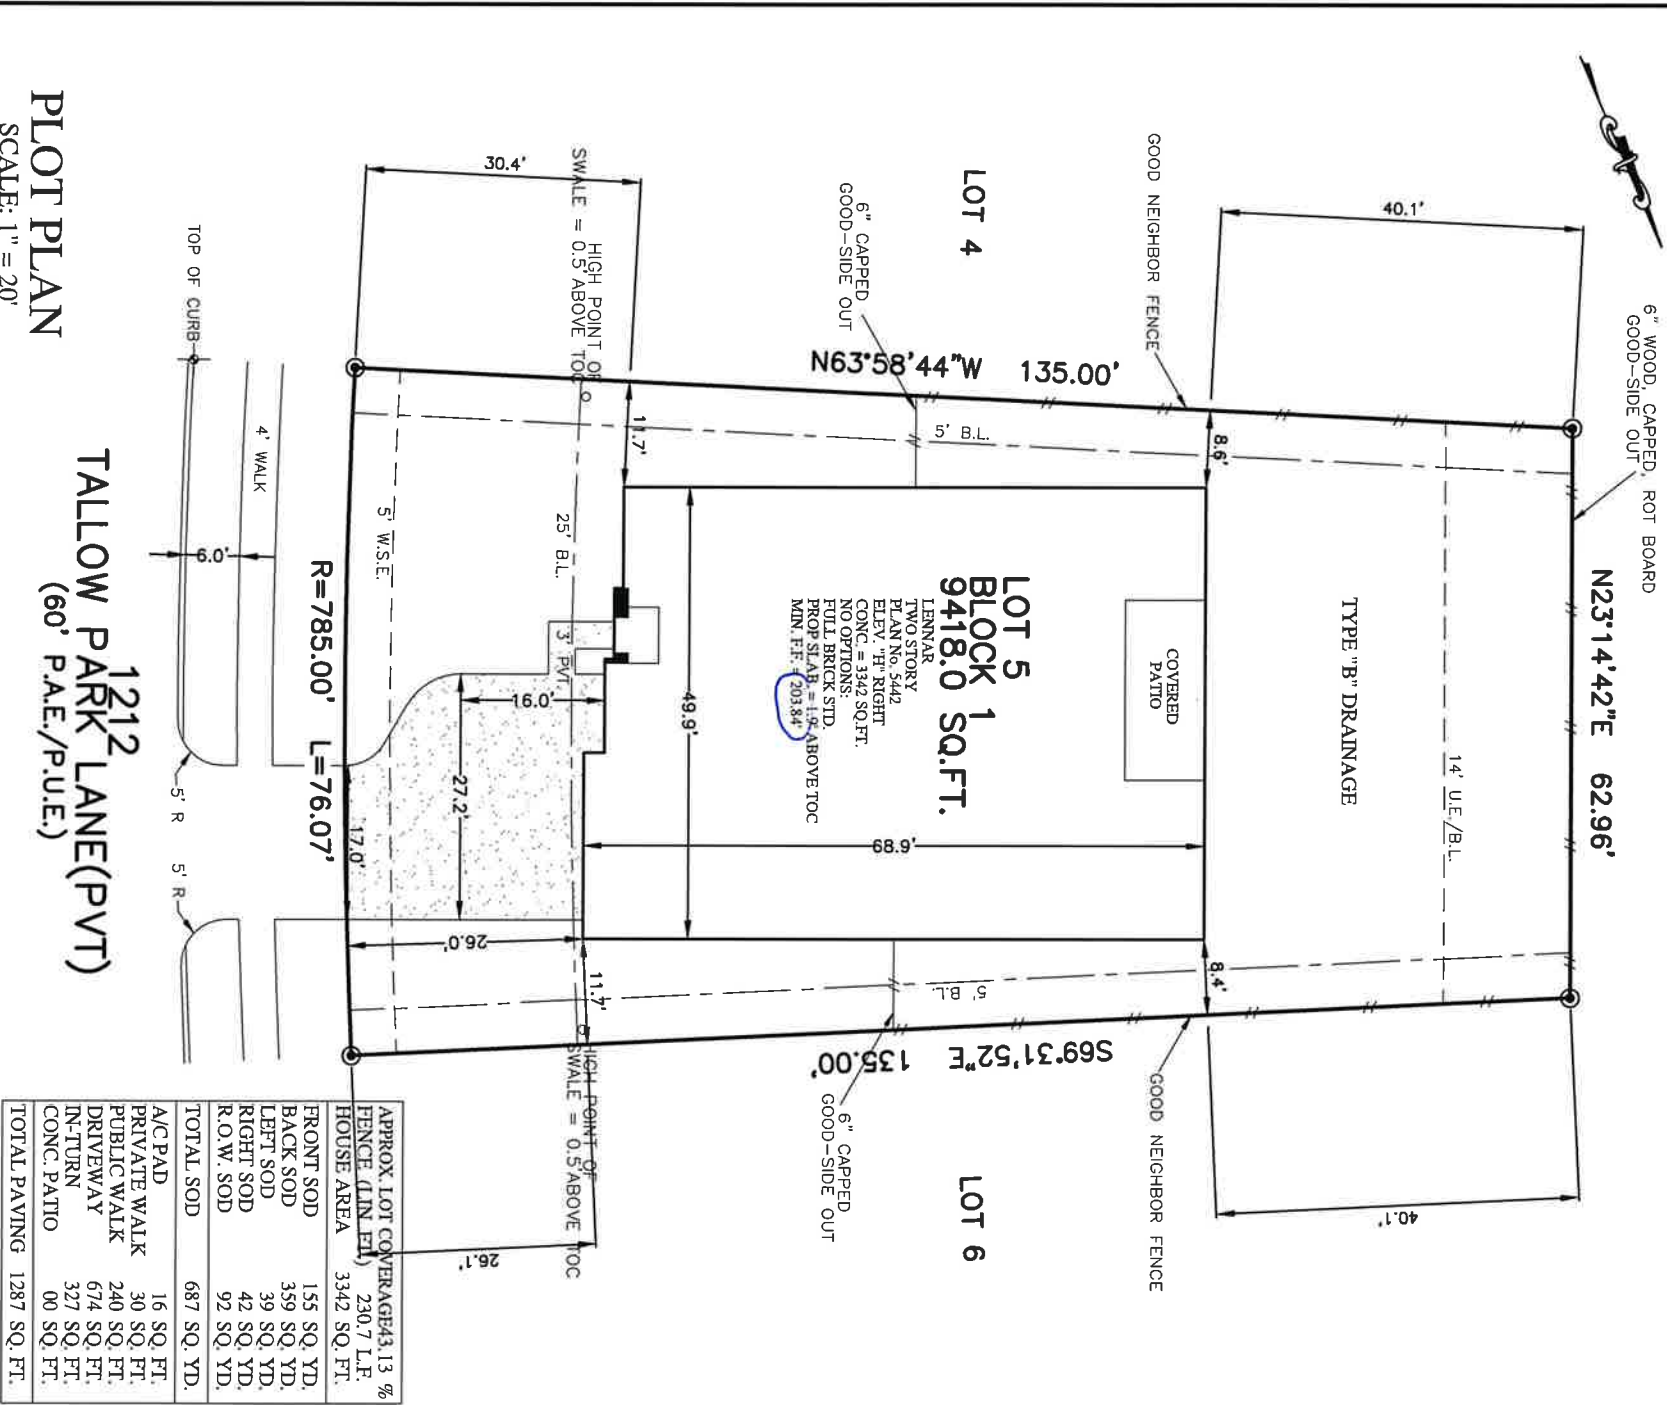 6" WOOD, CAPPED, ROT BOARD
GOOD-SIDE OUT
N23°14'42"E 62.96'
40.1'
40.1'
TYPE "B" DRAINAGE
14' U.E./B.L.
GOOD NEIGHBOR FENCE
GOOD NEIGHBOR FENCE
8.6'
8.4'
COVERED
PATIO
LOT 4
LOT 6
LOT 5
BLOCK 1
9418.0 SQ.FT.
LENNAR
TWO STORY
PLAN No. 5442
ELEV. "H" RIGHT
CONC. = 3342 SQ.FT.
NO OPTIONS:
FULL BRICK STD.
PROP SLAB = 1.9' ABOVE TOC
MIN. F.F. = 203.84'
68.9'
49.9'
5' B.L.
5' B.L.
N63°58'44"W 135.00'
S69°31'52"E 135.00'
6" CAPPED
GOOD-SIDE OUT
6" CAPPED
GOOD-SIDE OUT
11.7'
11.7'
30.4'
26.1'
HIGH POINT OF
SWALE = 0.5' ABOVE TOC
HIGH POINT OF
SWALE = 0.5' ABOVE TOC
25' B.L.
3' PVT.
16.0'
27.2'
26.0'
5' W.S.E.
17.0'
R=785.00' L=76.07'
4' WALK
6.0'
TOP OF CURB
5' R
5' R
1212
TALLOW PARK LANE(PVT)
(60' P.A.E./P.U.E.)
PLOT PLAN
SCALE: 1" = 20'
APPROX. LOT COVERAGE 43.13 %
FENCE (LIN. FT.) 230.7 L.F.
HOUSE AREA 3342 SQ. FT.
FRONT SOD 155 SQ. YD.
BACK SOD 359 SQ. YD.
LEFT SOD 39 SQ. YD.
RIGHT SOD 42 SQ. YD.
R.O.W. SOD 92 SQ. YD.
TOTAL SOD 687 SQ. YD.
A/C PAD 16 SQ. FT.
PRIVATE WALK 30 SQ. FT.
PUBLIC WALK 240 SQ. FT.
DRIVEWAY 674 SQ. FT.
IN-TURN 327 SQ. FT.
CONC. PATIO 00 SQ. FT.
TOTAL PAVING 1287 SQ. FT.